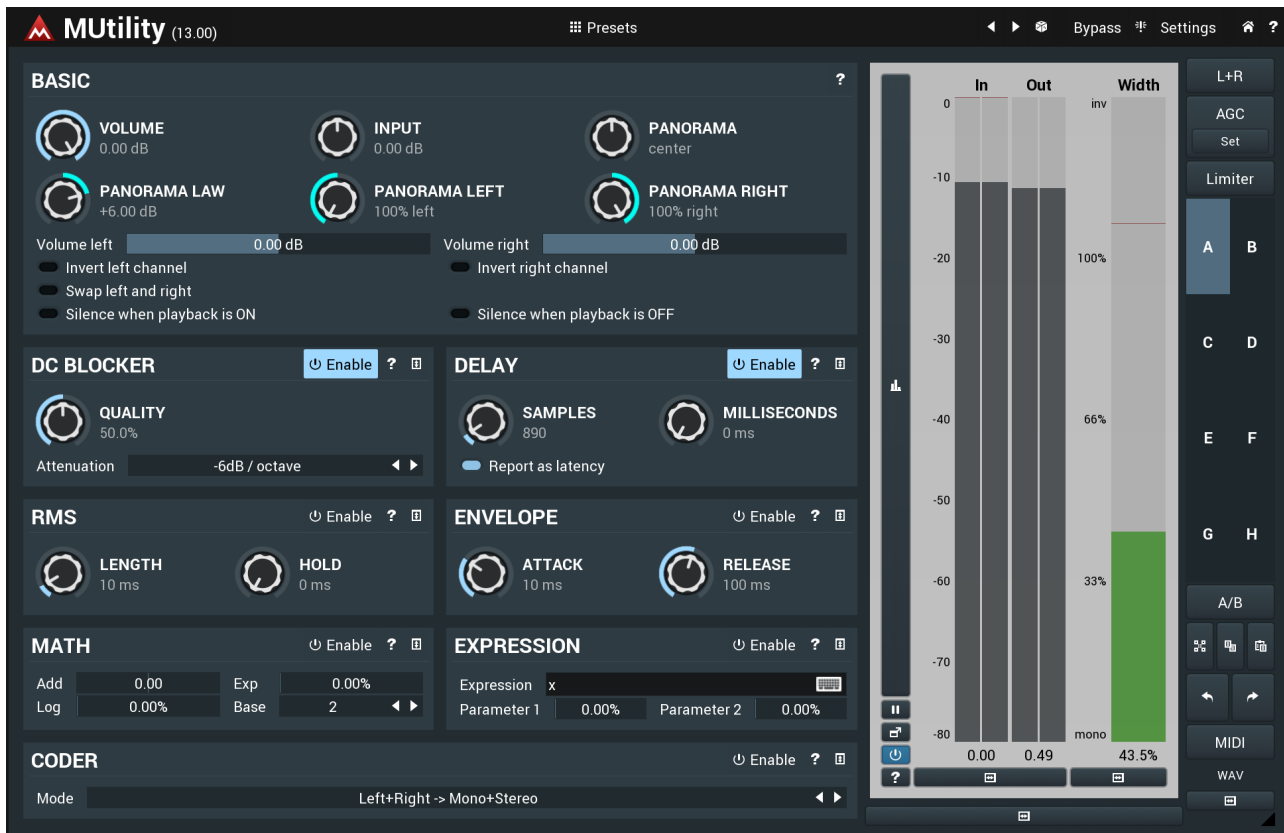 MUtility (13.00)
Presets
Bypass
Settings
?
BASIC
?
VOLUME
0.00 dB
INPUT
0.00 dB
PANORAMA
center
PANORAMA LAW
+6.00 dB
PANORAMA LEFT
100% left
PANORAMA RIGHT
100% right
Volume left 0.00 dB
Volume right 0.00 dB
Invert left channel
Invert right channel
Swap left and right
Silence when playback is ON
Silence when playback is OFF
DC BLOCKER
Enable ?
QUALITY
50.0%
Attenuation -6dB / octave
DELAY
Enable ?
SAMPLES
890
MILLISECONDS
0 ms
Report as latency
RMS
Enable ?
LENGTH
10 ms
HOLD
0 ms
ENVELOPE
Enable ?
ATTACK
10 ms
RELEASE
100 ms
MATH
Enable ?
Add 0.00 Exp 0.00%
Log 0.00% Base 2
EXPRESSION
Enable ?
Expression x
Parameter 1 0.00% Parameter 2 0.00%
CODER
Enable ?
Mode Left+Right -> Mono+Stereo
In Out Width
0 inv
-10
-20 100%
-30
-40 66%
-50
-60 33%
-70
-80 mono
0.00 0.49 43.5%
?
L+R
AGC
Set
Limiter
A B
C D
E F
G H
A/B
MIDI
WAV